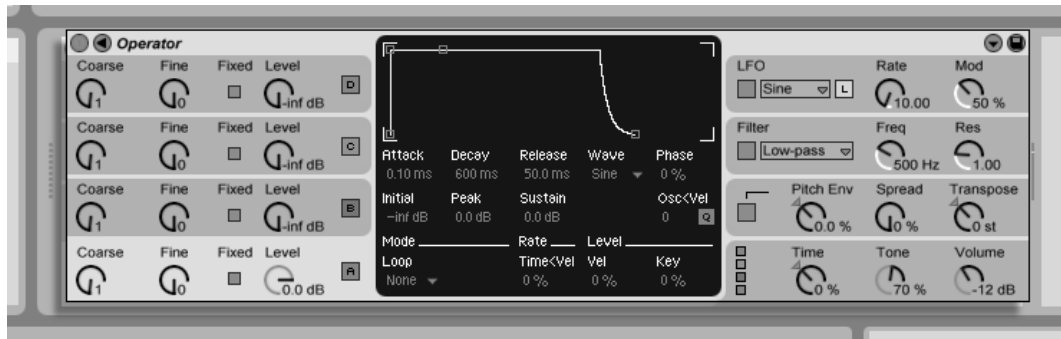 Operator
Coarse Fine Fixed Level
1 0 -inf dB D
Coarse Fine Fixed Level
1 0 -inf dB C
Coarse Fine Fixed Level
1 0 -inf dB B
Coarse Fine Fixed Level
1 0 0.0 dB A
Attack Decay Release Wave Phase
0.10 ms 600 ms 50.0 ms Sine 0 %
Initial Peak Sustain Osc<Vel
-inf dB 0.0 dB 0.0 dB 0 Q
Mode Rate Level
Loop Time<Vel Vel Key
None 0 % 0 % 0 %
LFO Rate Mod
Sine L 10.00 50 %
Filter Freq Res
Low-pass 500 Hz 1.00
Pitch Env Spread Transpose
0.0 % 0 % 0 st
Time Tone Volume
0 % 70 % -12 dB